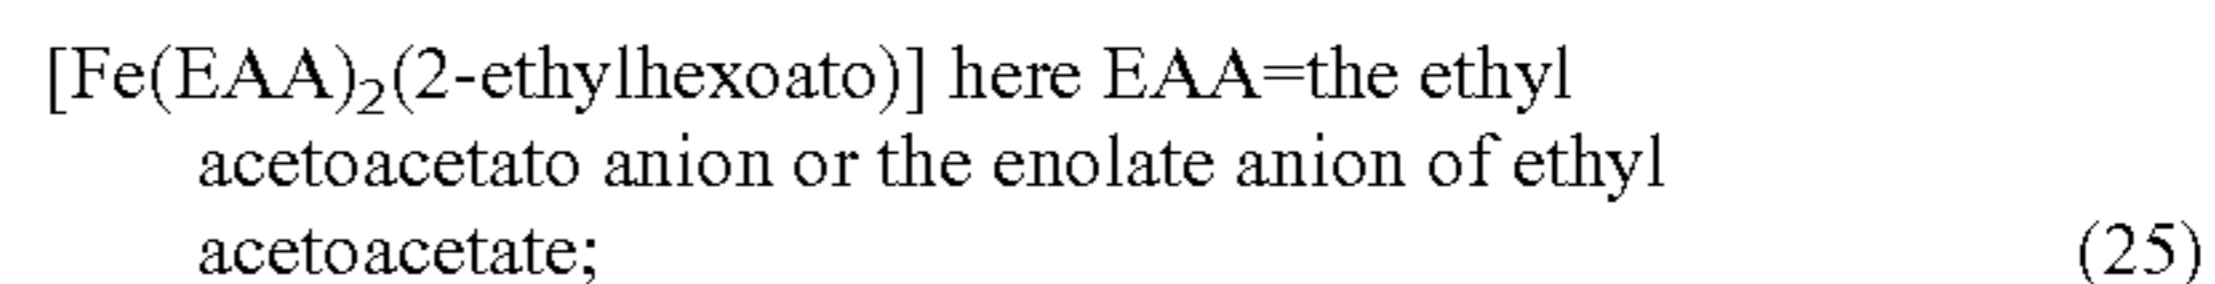 [Fe(EAA)₂(2-ethylhexoato)] here EAA=the ethyl
acetoacetato anion or the enolate anion of ethyl
acetoacetate; (25)